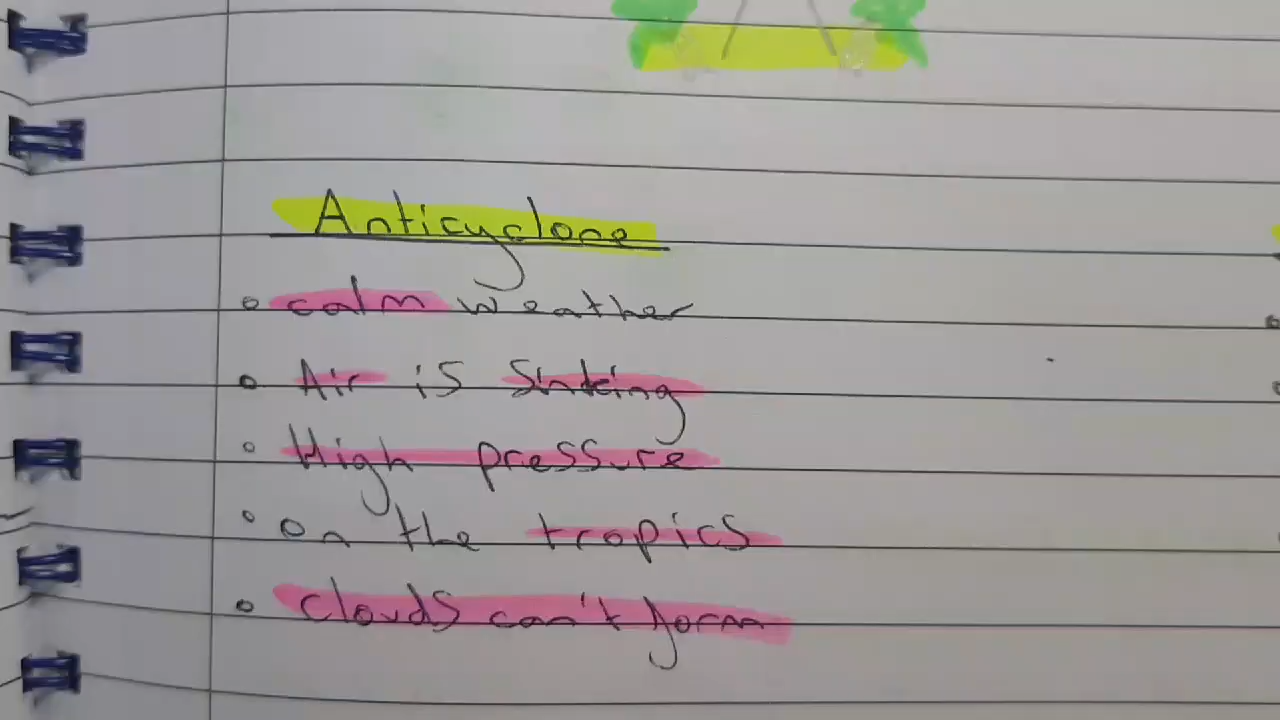 Anticyclone
• calm weather
• Air is Sinking
• High pressure
• on the tropics
• Clouds can't form